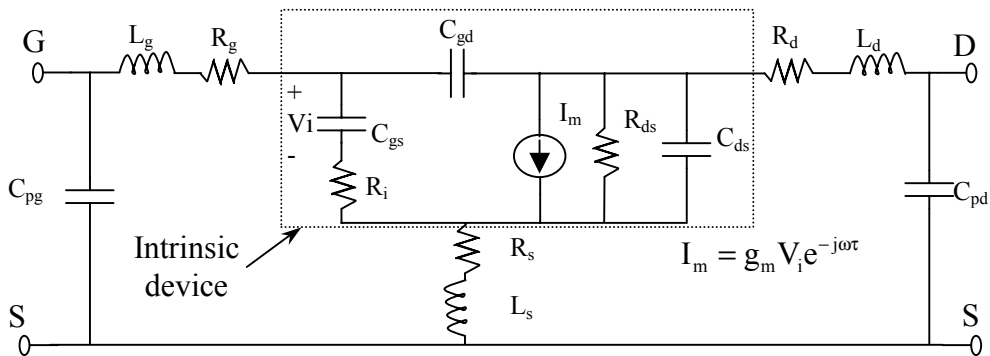 G
L_g
R_g
C_gd
R_d
L_d
D
+
Vi
-
C_gs
R_i
I_m
R_ds
C_ds
C_pg
C_pd
Intrinsic
device
R_s
L_s
I_m = g_m V_i e^{-jωτ}
S
S